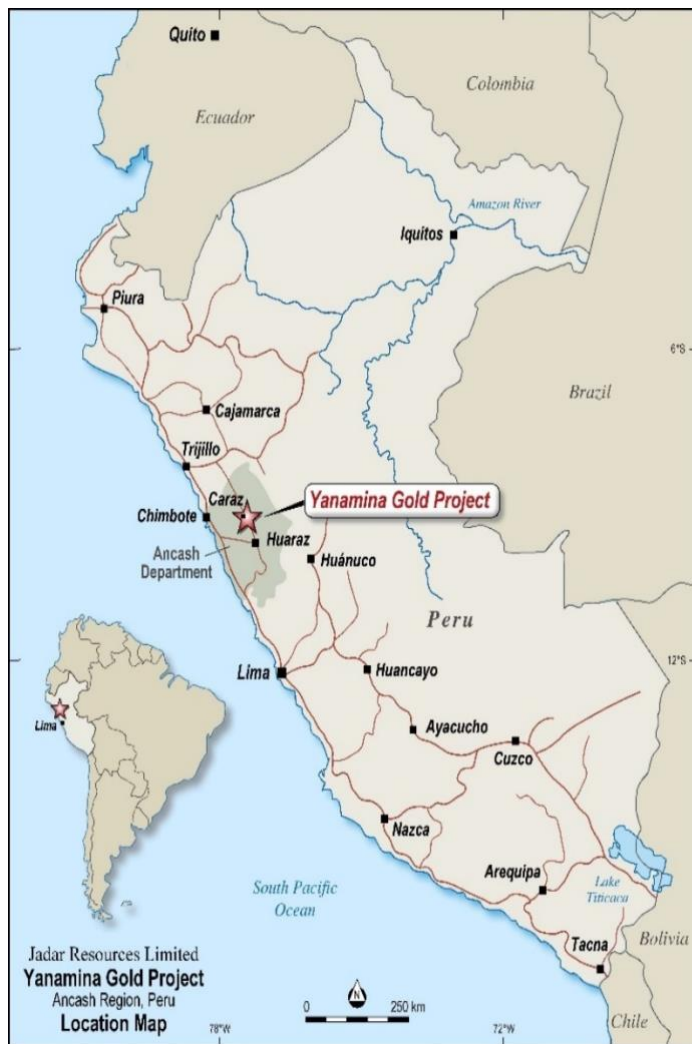 Quito
Colombia
Ecuador
Amazon River
Iquitos
Piura
6°S
Brazil
Cajamarca
Trijillo
Caraz
Yanamina Gold Project
Chimbote
Huaraz
Ancash
Department
Huánuco
Peru
Lima
Huancayo
12°S
Lima
Ayacucho
Cuzco
Nazca
Arequipa
South Pacific
Ocean
Lake
Titicaca
Tacna
Bolivia
Jadar Resources Limited
Yanamina Gold Project
Ancash Region, Peru
Location Map
N
0 250 km
78°W
72°W
Chile